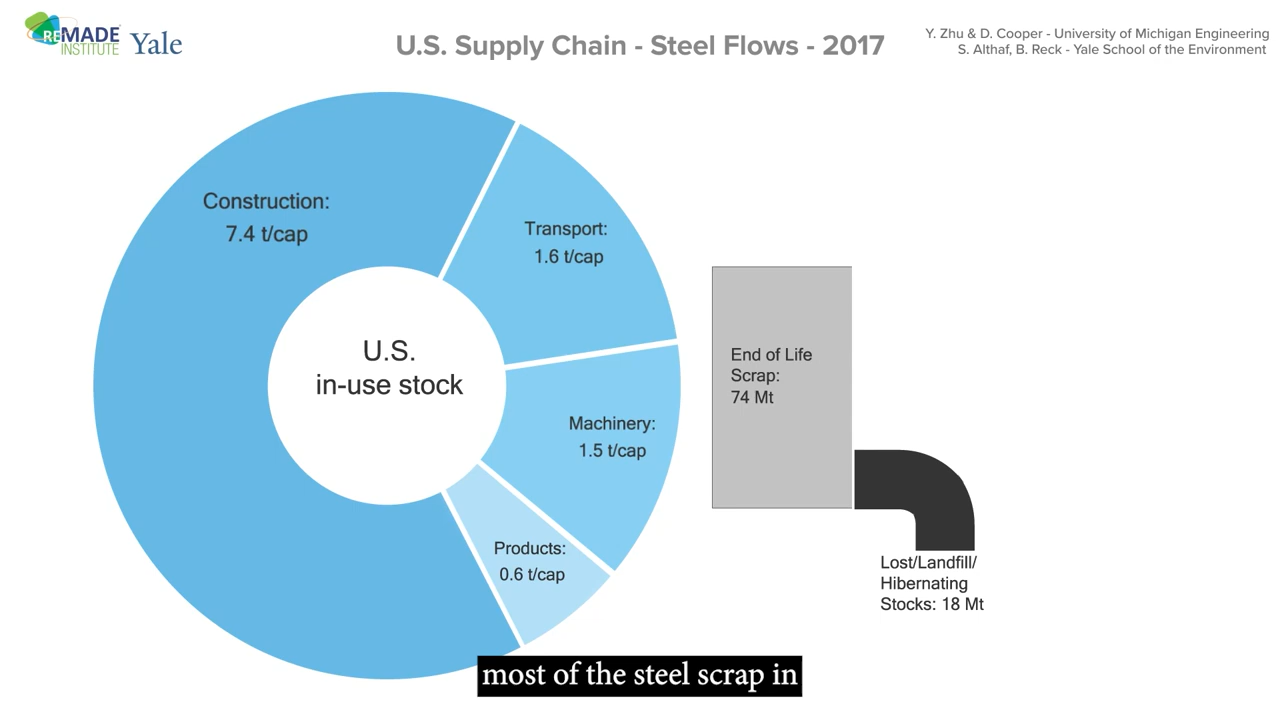 REMADE
INSTITUTE
Yale
U.S. Supply Chain - Steel Flows - 2017
Y. Zhu & D. Cooper - University of Michigan Engineering
S. Althaf, B. Reck - Yale School of the Environment
Construction:
7.4 t/cap
Transport:
1.6 t/cap
U.S.
in-use stock
End of Life
Scrap:
74 Mt
Machinery:
1.5 t/cap
Products:
0.6 t/cap
Lost/Landfill/
Hibernating
Stocks: 18 Mt
most of the steel scrap in